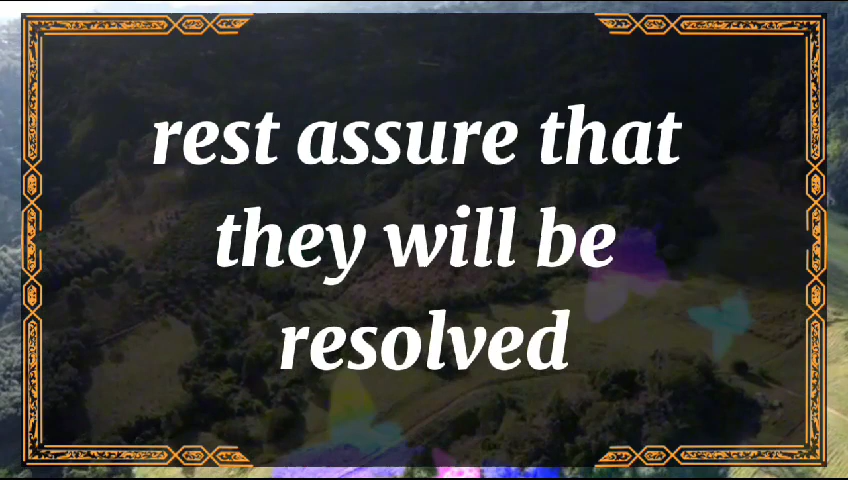 rest assure that
they will be
resolved